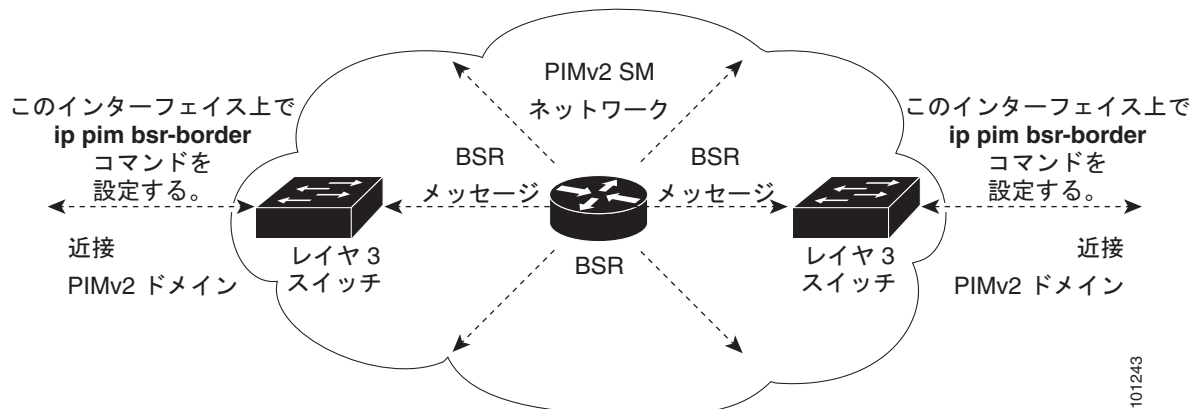 PIMv2 SM
ネットワーク
このインターフェイス上で
ip pim bsr-border
コマンドを
設定する。
このインターフェイス上で
ip pim bsr-border
コマンドを
設定する。
BSR
メッセージ
BSR
メッセージ
近接
PIMv2 ドメイン
レイヤ 3
スイッチ
BSR
レイヤ 3
スイッチ
近接
PIMv2 ドメイン
101243